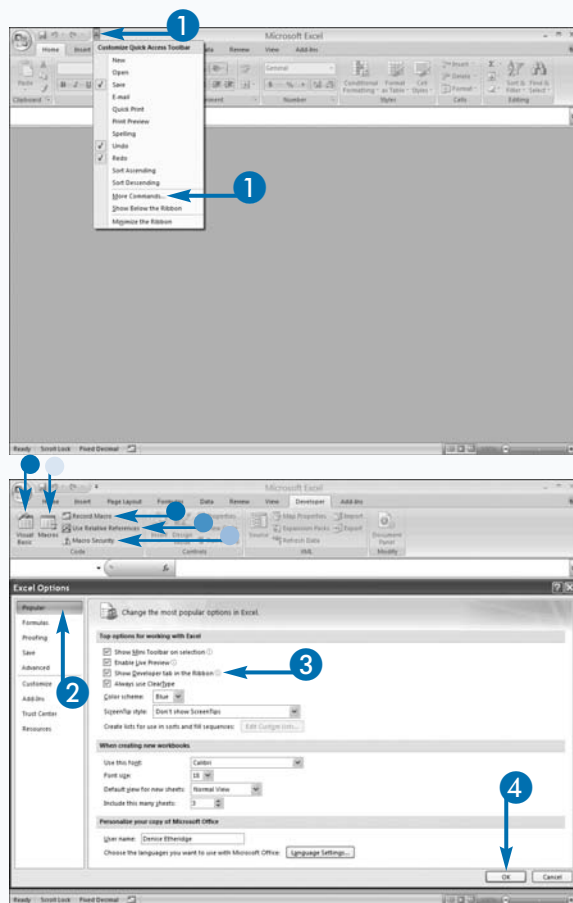 1
Microsoft Excel
Home Insert Data Review View Add-Ins
Customize Quick Access Toolbar
New
Open
Save
E-mail
Quick Print
Print Preview
Spelling
Undo
Redo
Sort Ascending
Sort Descending
More Commands...
1
Show Below the Ribbon
Minimize the Ribbon
Paste
B I U
General
$ % ,
Conditional Formatting
Format as Table
Cell Styles
Insert
Delete
Format
Sort & Filter
Find & Select
Clipboard
Number
Styles
Cells
Editing
Ready Scroll Lock Fixed Decimal
Microsoft Excel
Home Insert Page Layout Formulas Data Review View Developer Add-Ins
Visual Basic
Macros
Record Macro
Use Relative References
Macro Security
Code
Controls
Source
Map Properties
Expansion Packs
Refresh Data
Import
Export
XML
Document Panel
Modify
fx
Excel Options
Popular
Formulas
Proofing
Save
Advanced
Customize
Add-Ins
Trust Center
Resources
2
Change the most popular options in Excel.
Top options for working with Excel
Show Mini Toolbar on selection
Enable Live Preview
Show Developer tab in the Ribbon
3
Always use ClearType
Color scheme: Blue
ScreenTip style: Don't show ScreenTips
Create lists for use in sorts and fill sequences: Edit Custom Lists...
When creating new workbooks
Use this font: Calibri
Font size: 18
Default view for new sheets: Normal View
Include this many sheets: 3
Personalize your copy of Microsoft Office
User name: Denise Etheridge
Choose the languages you want to use with Microsoft Office: Language Settings...
4
OK Cancel
Ready Scroll Lock Fixed Decimal